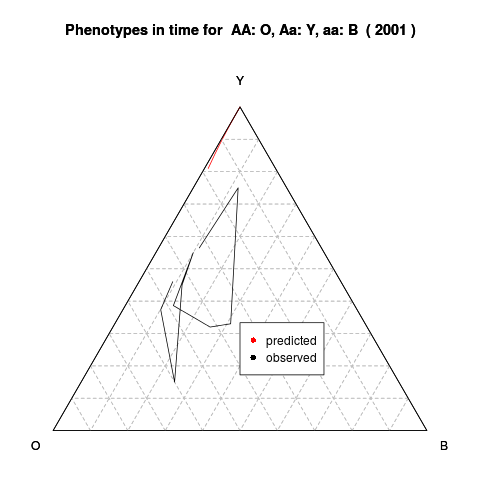 Phenotypes in time for  AA: O, Aa: Y, aa: B  ( 2001 )
Y
predicted
observed
O
B